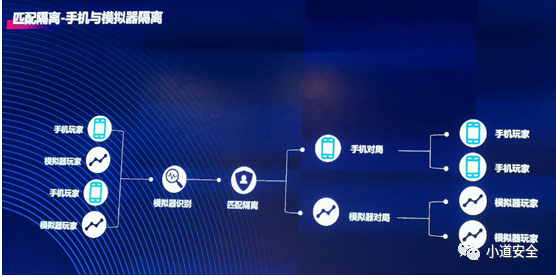 匹配隔离-手机与模拟器隔离
手机玩家
模拟器玩家
手机玩家
模拟器玩家
模拟器识别
匹配隔离
手机对局
模拟器对局
手机玩家
手机玩家
模拟器玩家
模拟器玩家
小道安全